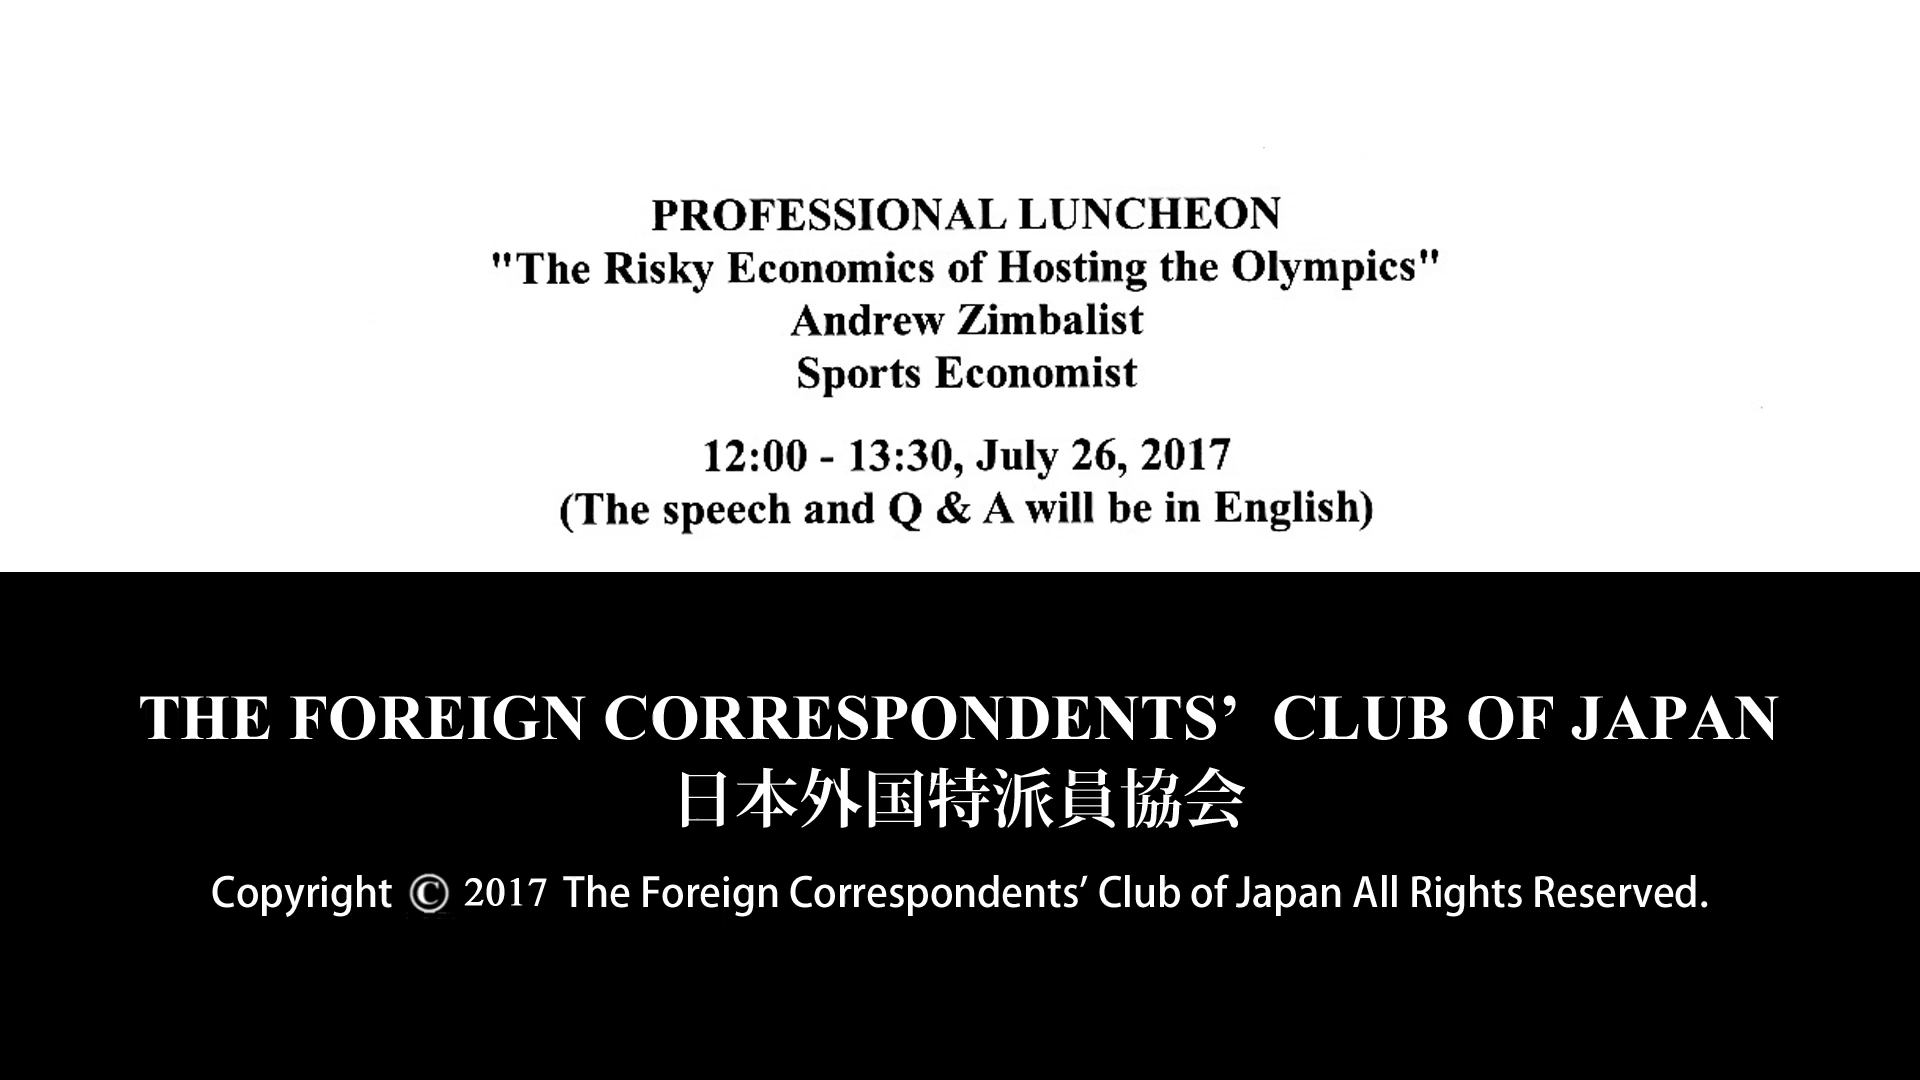 PROFESSIONAL LUNCHEON
"The Risky Economics of Hosting the Olympics"
Andrew Zimbalist
Sports Economist
12:00 - 13:30, July 26, 2017
(The speech and Q & A will be in English)
THE FOREIGN CORRESPONDENTS’ CLUB OF JAPAN
日本外国特派員協会
Copyright © 2017 The Foreign Correspondents’ Club of Japan All Rights Reserved.